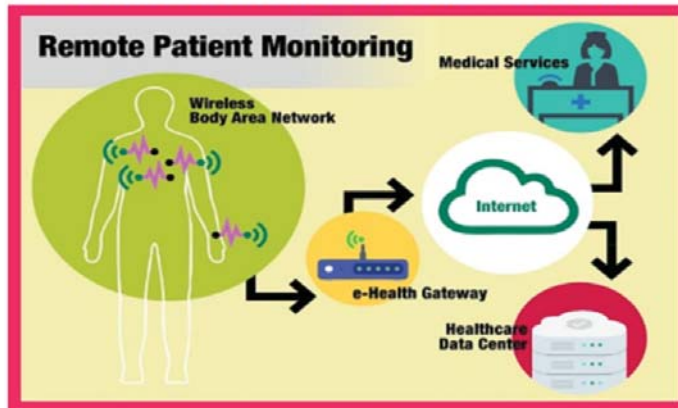 Remote Patient Monitoring
Wireless
Body Area Network
Medical Services
Internet
e-Health Gateway
Healthcare
Data Center